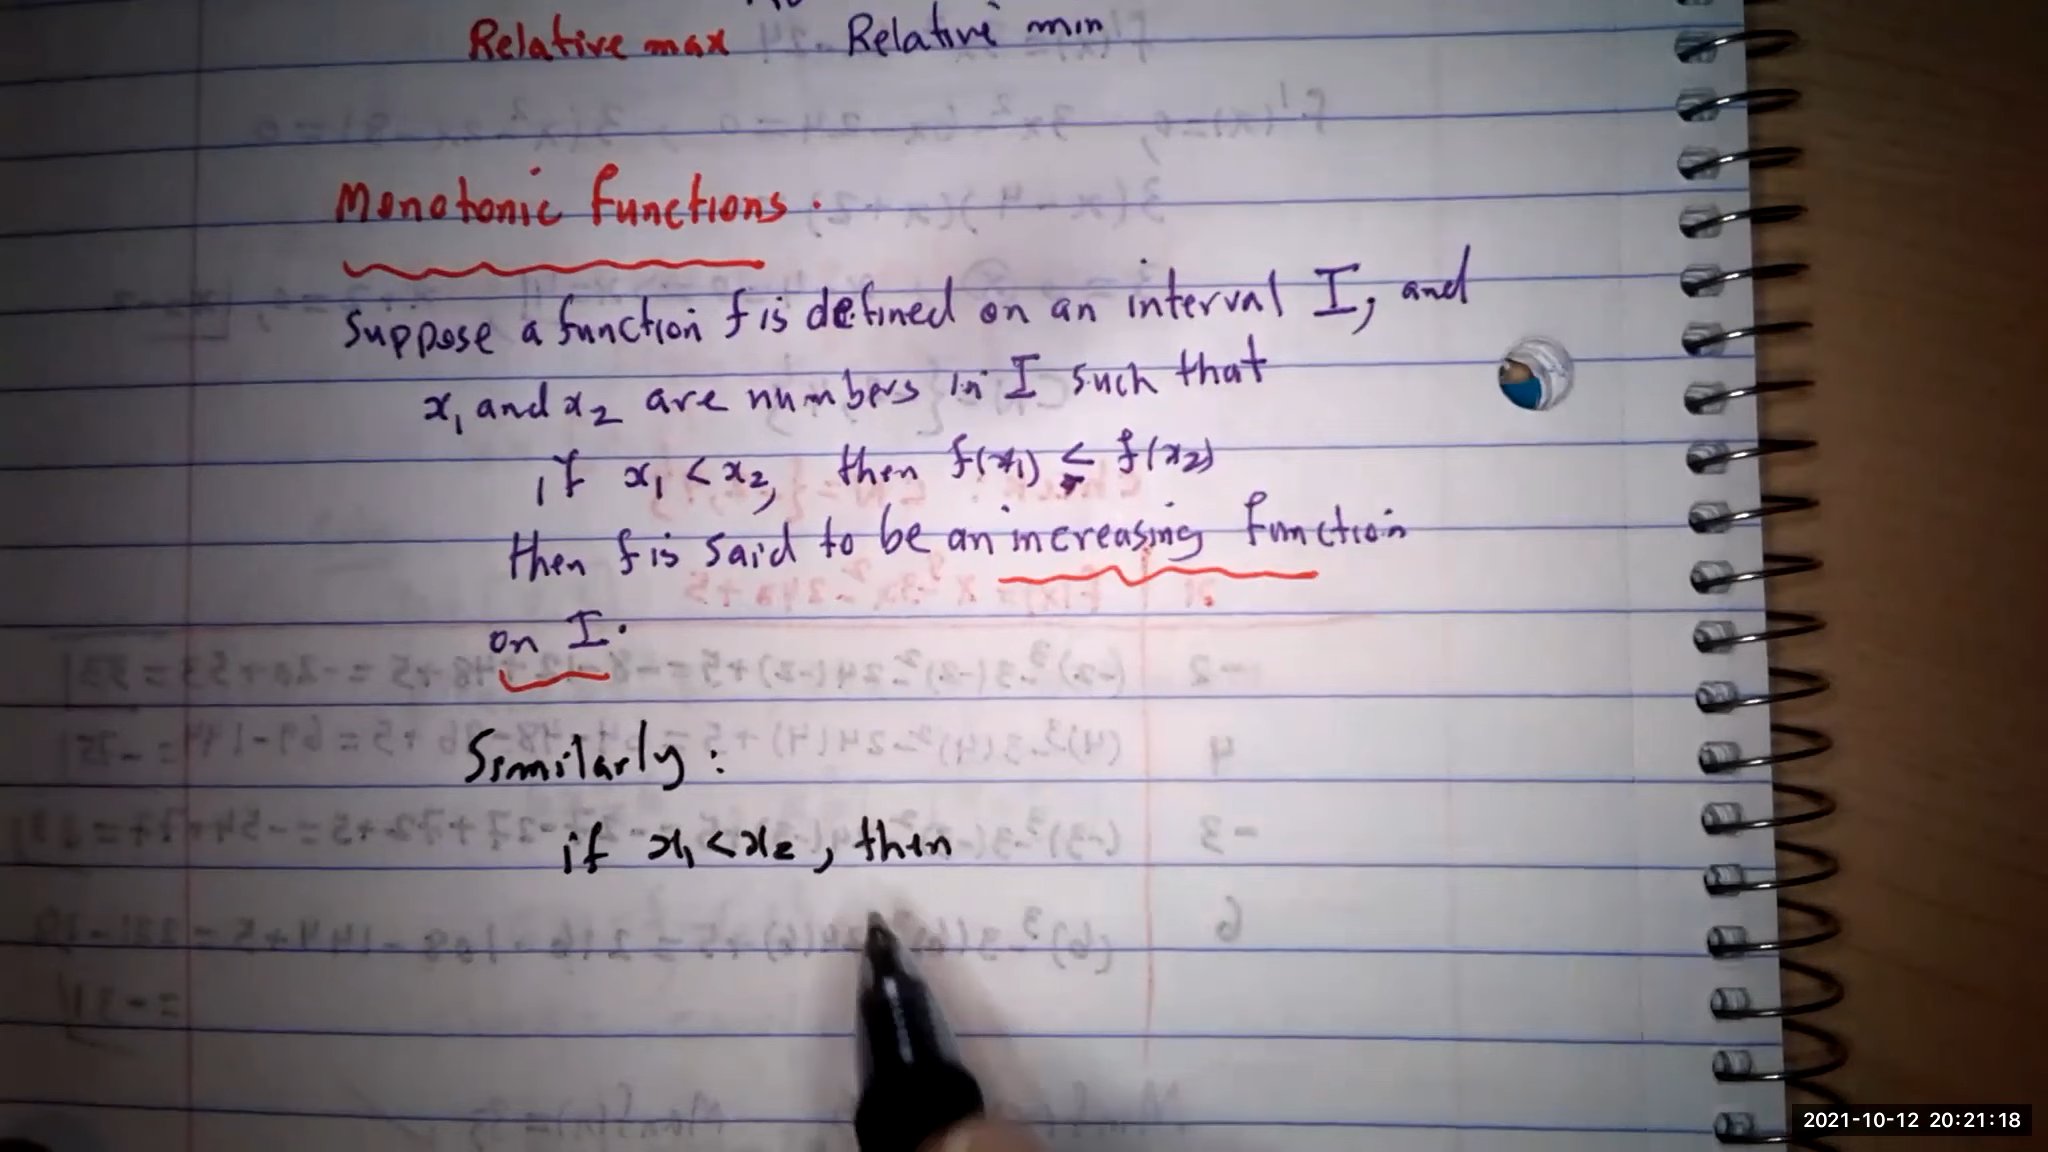 Relative max Relative min
Monotonic functions.
Suppose a function f is defined on an interval I, and
x₁ and x₂ are numbers in I such that
if x₁ < x₂, then f(x₁) ≤ f(x₂)
then f is said to be an increasing function
on I.
Similarly:
if x₁ < x₂, then
2021-10-12 20:21:18